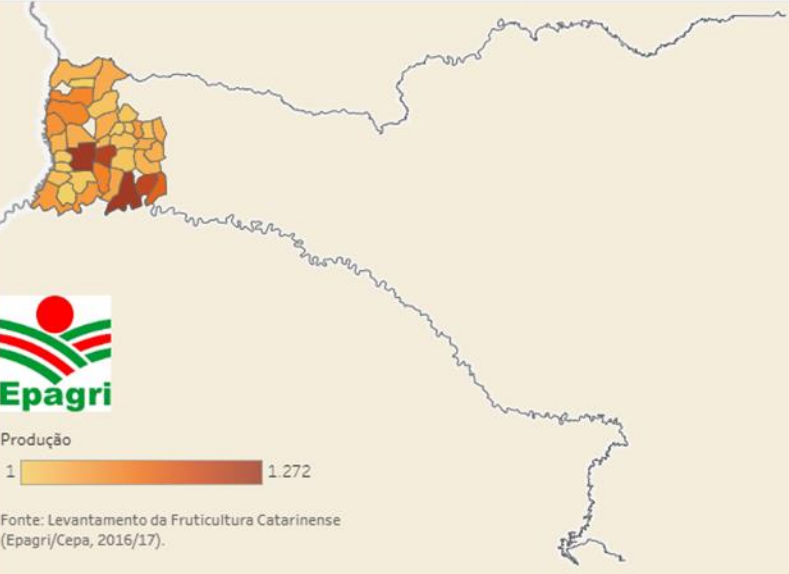 Epagri
Produção
1 1.272
Fonte: Levantamento da Fruticultura Catarinense
(Epagri/Cepa, 2016/17).